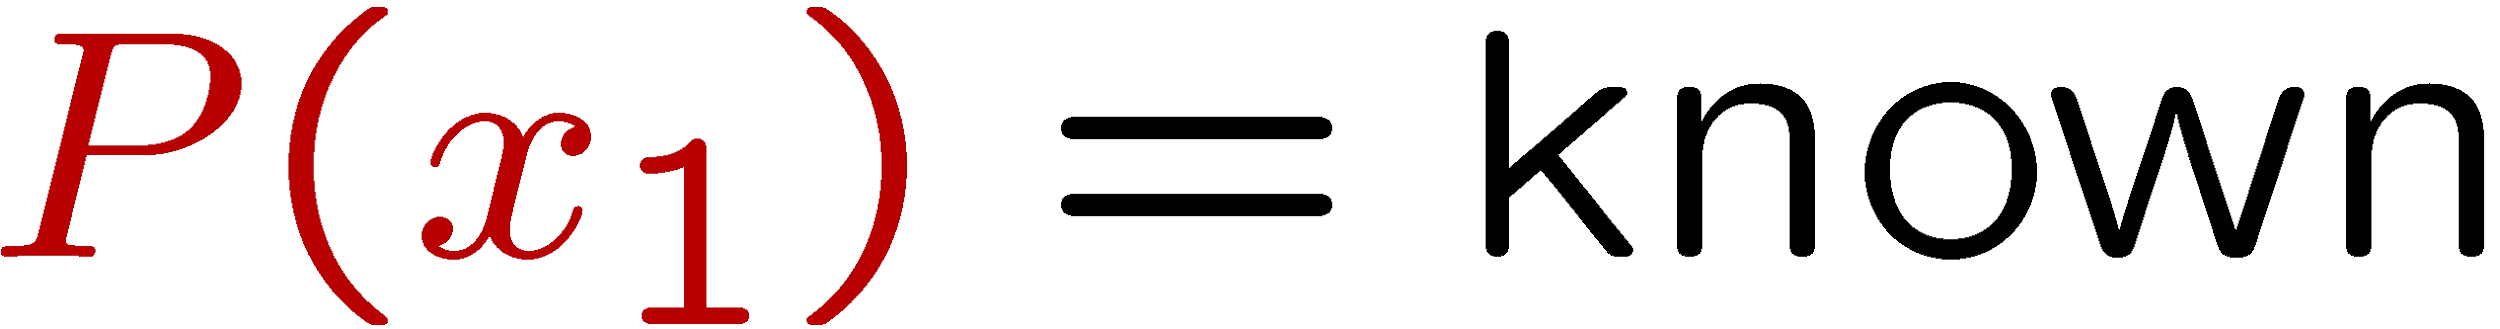 P(x₁) = known